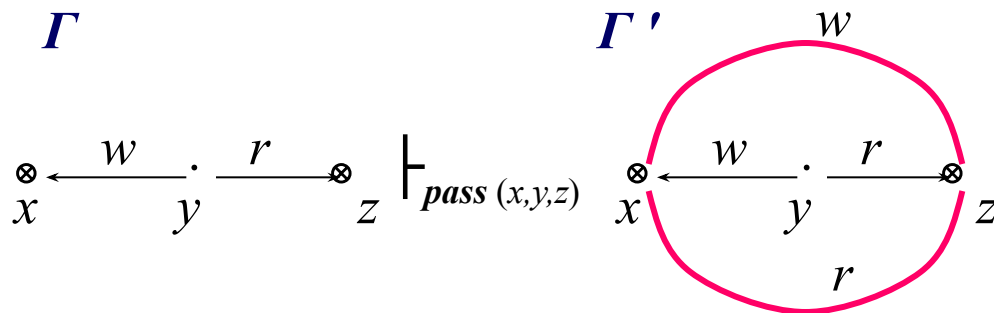 Γ
Γ ′
w
w r
x y z
pass (x,y,z)
w r
x y z
r